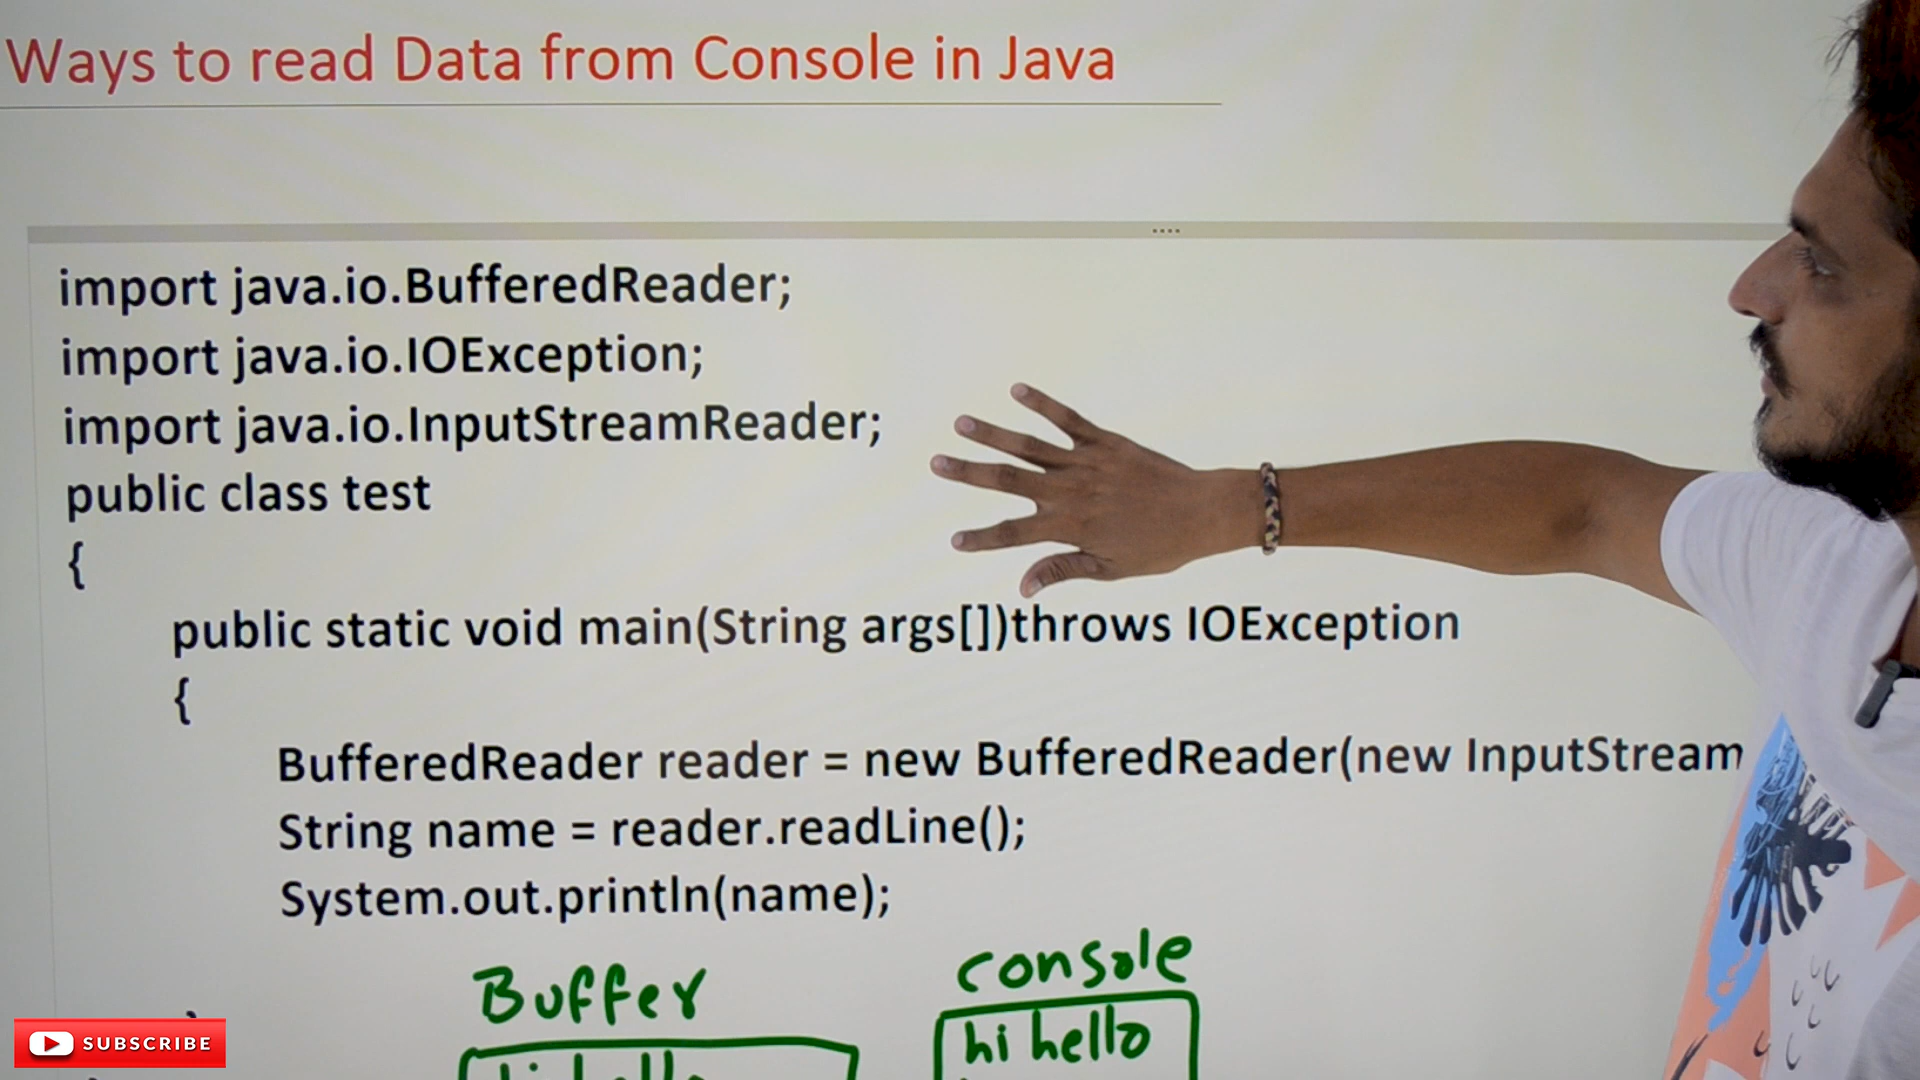 Ways to read Data from Console in Java
import java.io.BufferedReader;
import java.io.IOException;
import java.io.InputStreamReader;
public class test
{
public static void main(String args[])throws IOException
{
BufferedReader reader = new BufferedReader(new InputStream
String name = reader.readLine();
System.out.println(name);
Buffer
console
hi hello
SUBSCRIBE